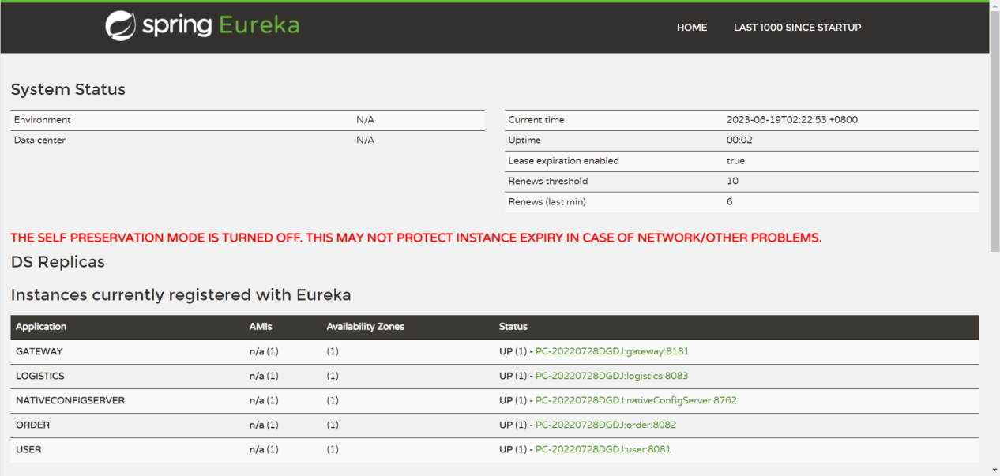 spring Eureka
HOME LAST 1000 SINCE STARTUP
System Status
Environment N/A
Data center N/A
Current time 2023-06-19T02:22:53 +0800
Uptime 00:02
Lease expiration enabled true
Renews threshold 10
Renews (last min) 6
THE SELF PRESERVATION MODE IS TURNED OFF. THIS MAY NOT PROTECT INSTANCE EXPIRY IN CASE OF NETWORK/OTHER PROBLEMS.
DS Replicas
Instances currently registered with Eureka
Application AMIs Availability Zones Status
GATEWAY n/a (1) (1) UP (1) - PC-20220728DGDJ:gateway:8181
LOGISTICS n/a (1) (1) UP (1) - PC-20220728DGDJ:logistics:8083
NATIVECONFIGSERVER n/a (1) (1) UP (1) - PC-20220728DGDJ:nativeConfigServer:8762
ORDER n/a (1) (1) UP (1) - PC-20220728DGDJ:order:8082
USER n/a (1) (1) UP (1) - PC-20220728DGDJ:user:8081